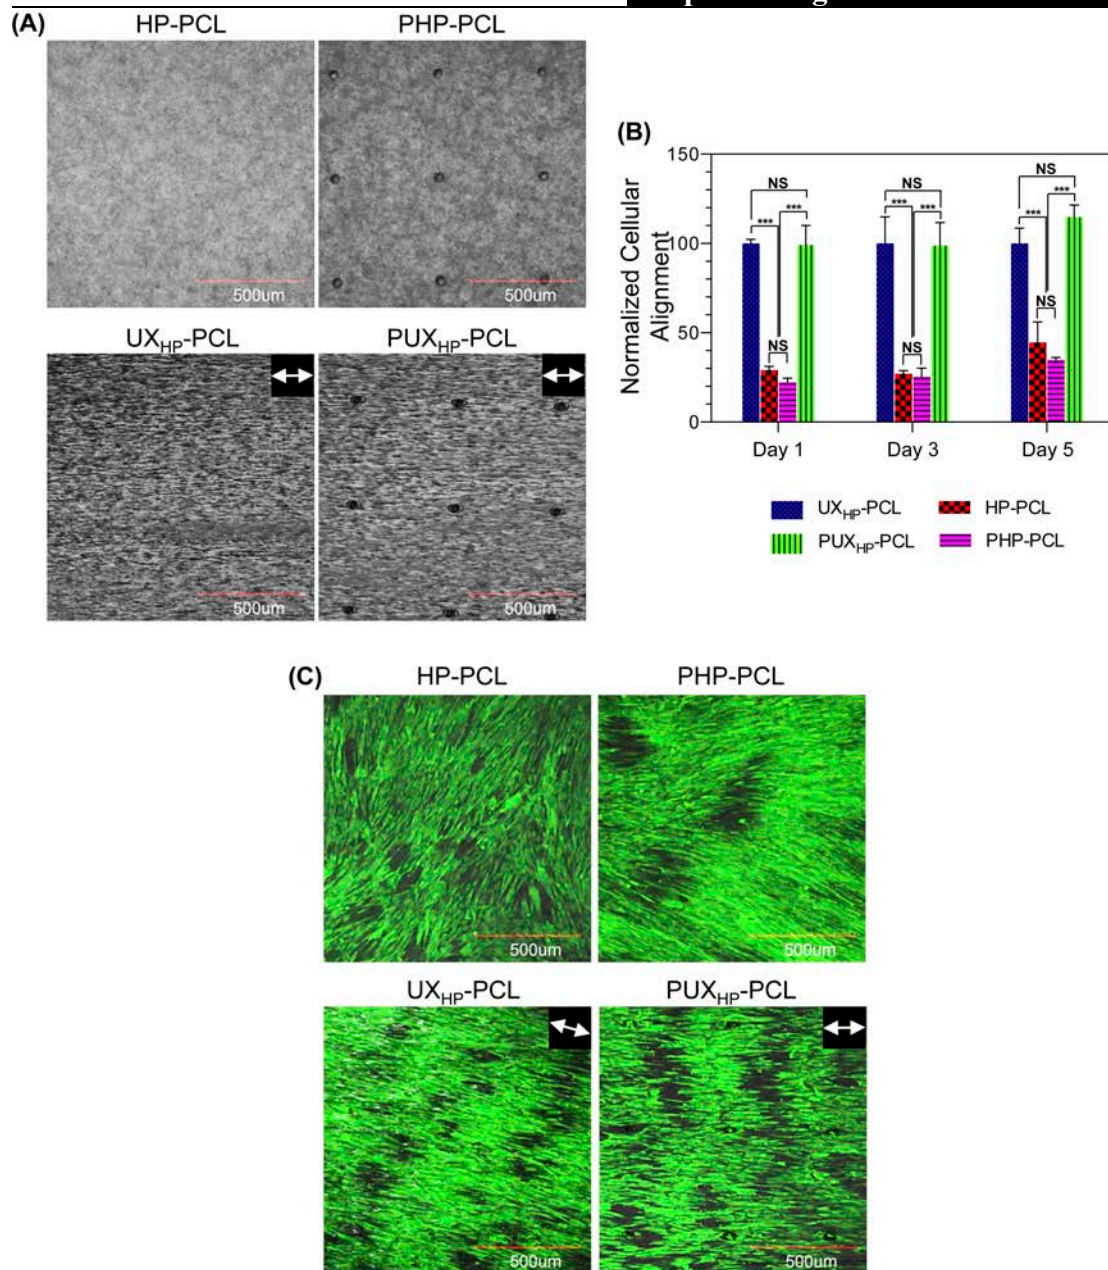 (A)
HP-PCL PHP-PCL
500um 500um
UXHP-PCL PUXHP-PCL
500um 500um
(B)
Normalized Cellular
Alignment
150
100
50
0
NS NS NS
*** *** *** *** *** ***
NS NS NS
Day 1 Day 3 Day 5
UXHP-PCL HP-PCL
PUXHP-PCL PHP-PCL
(C)
HP-PCL PHP-PCL
500um 500um
UXHP-PCL PUXHP-PCL
500um 500um